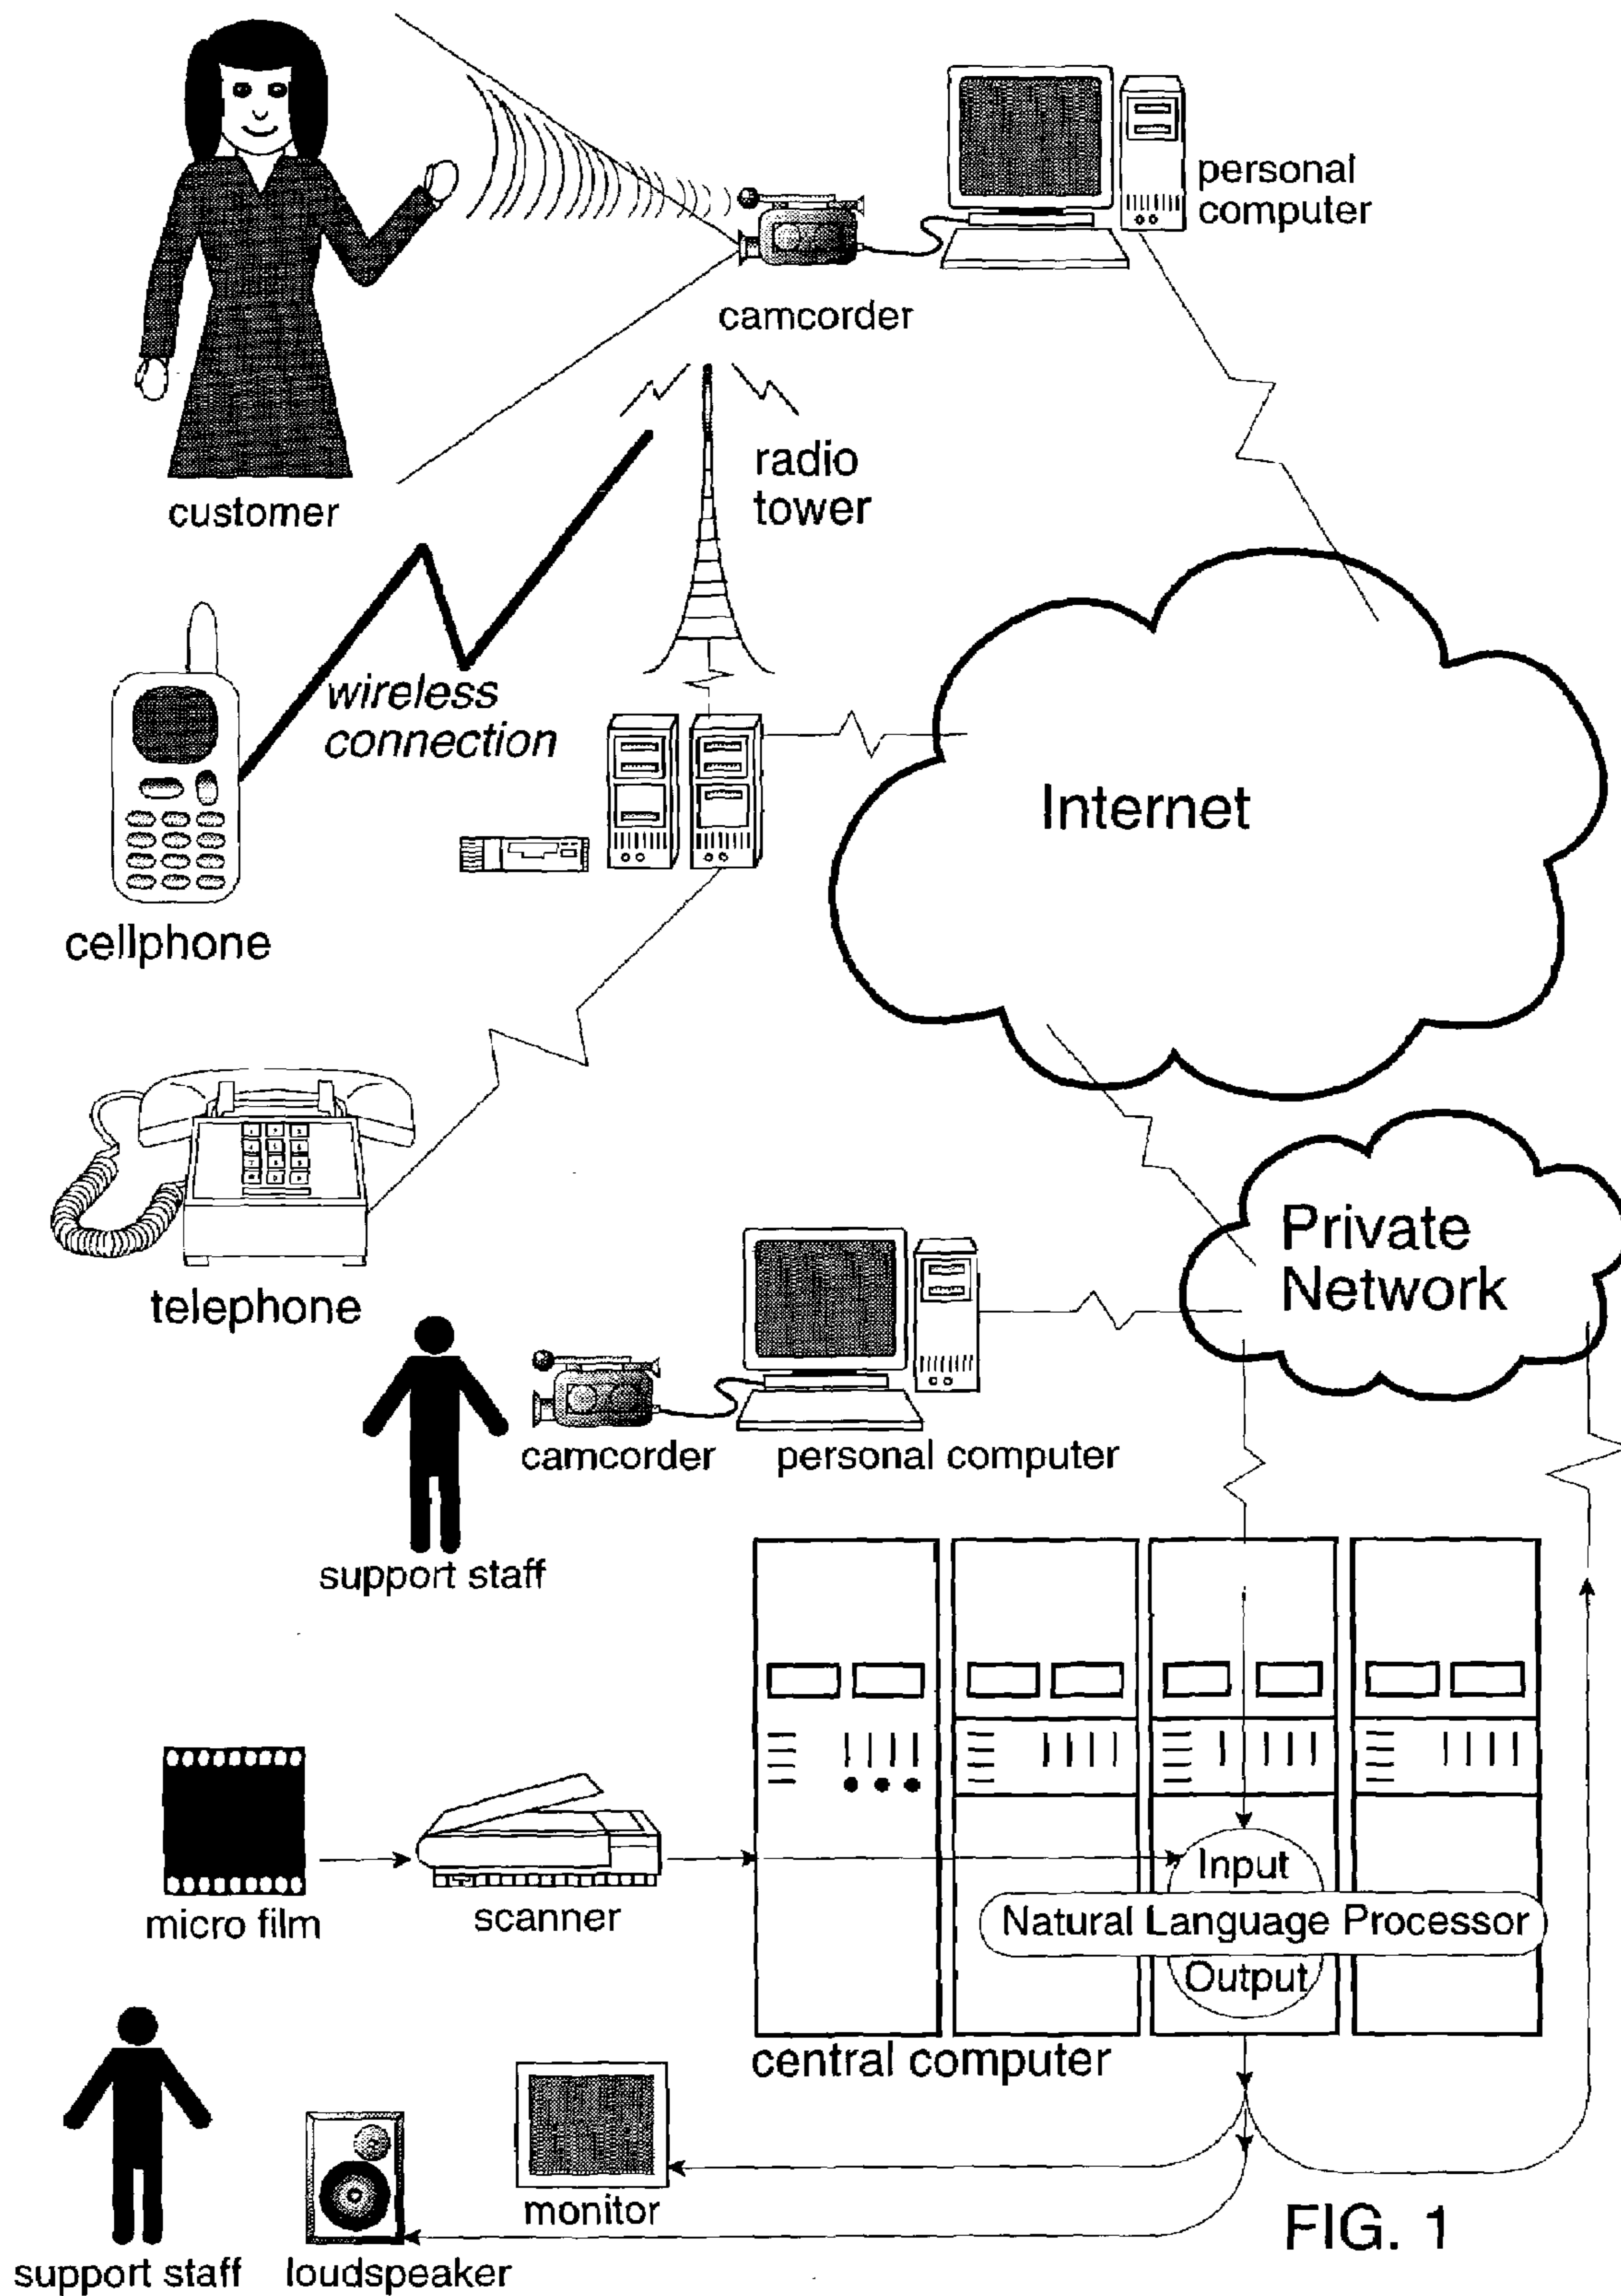 personal
computer
camcorder
customer
radio
tower
wireless
connection
Internet
cellphone
Private
Network
telephone
camcorder
personal computer
support staff
Input
Natural Language Processor
Output
micro film
scanner
central computer
monitor
FIG. 1
support staff
loudspeaker